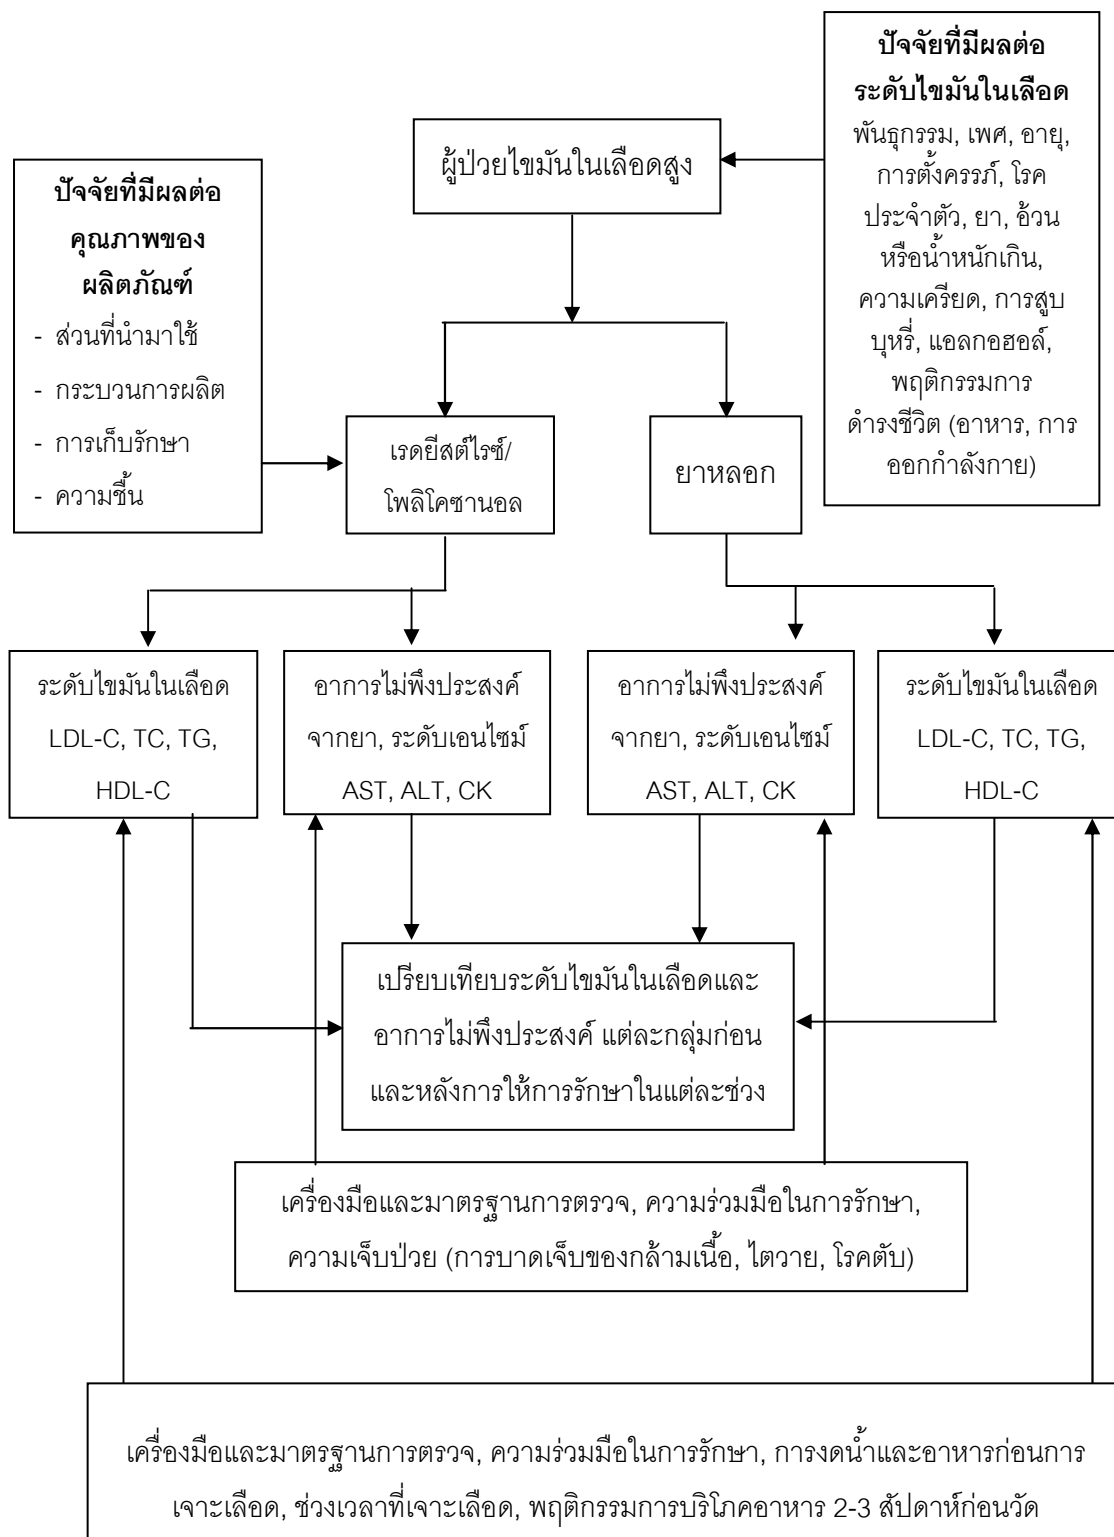 ปัจจัยที่มีผลต่อ
ระดับไขมันในเลือด
พันธุกรรม, เพศ, อายุ,
การตั้งครรภ์, โรค
ประจำตัว, ยา, อ้วน
หรือน้ำหนักเกิน,
ความเครียด, การสูบ
บุหรี่, แอลกอฮอล์,
พฤติกรรมการ
ดำรงชีวิต (อาหาร, การ
ออกกำลังกาย)
ผู้ป่วยไขมันในเลือดสูง
ปัจจัยที่มีผลต่อ
คุณภาพของ
ผลิตภัณฑ์
- ส่วนที่นำมาใช้
- กระบวนการผลิต
- การเก็บรักษา
- ความชื้น
เรดยีสต์ไรซ์/
โพลิโคซานอล
ยาหลอก
ระดับไขมันในเลือด
LDL-C, TC, TG,
HDL-C
อาการไม่พึงประสงค์
จากยา, ระดับเอนไซม์
AST, ALT, CK
อาการไม่พึงประสงค์
จากยา, ระดับเอนไซม์
AST, ALT, CK
ระดับไขมันในเลือด
LDL-C, TC, TG,
HDL-C
เปรียบเทียบระดับไขมันในเลือดและ
อาการไม่พึงประสงค์ แต่ละกลุ่มก่อน
และหลังการให้การรักษาในแต่ละช่วง
เครื่องมือและมาตรฐานการตรวจ, ความร่วมมือในการรักษา,
ความเจ็บป่วย (การบาดเจ็บของกล้ามเนื้อ, ไตวาย, โรคตับ)
เครื่องมือและมาตรฐานการตรวจ, ความร่วมมือในการรักษา, การงดน้ำและอาหารก่อนการ
เจาะเลือด, ช่วงเวลาที่เจาะเลือด, พฤติกรรมการบริโภคอาหาร 2-3 สัปดาห์ก่อนวัด